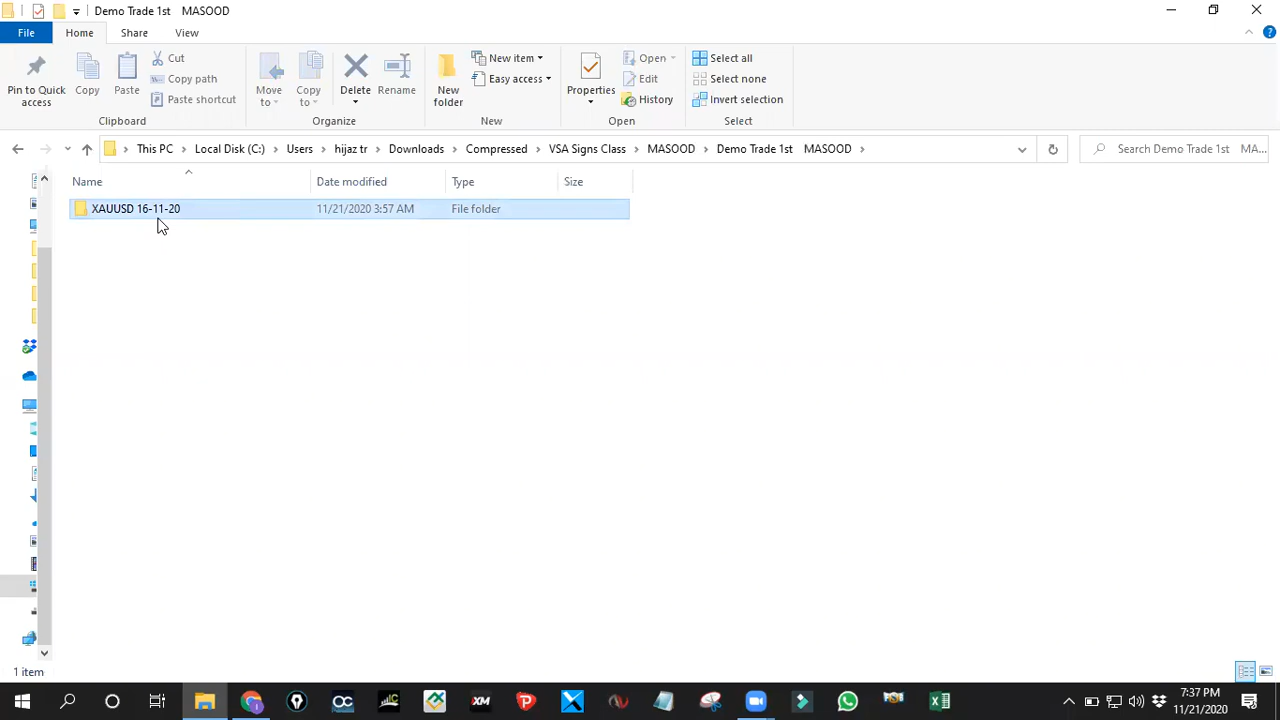 Demo Trade 1st MASOOD
File Home Share View
Pin to Quick access
Copy
Paste
Cut
Copy path
Paste shortcut
Clipboard
Move to
Copy to
Delete
Rename
Organize
New folder
New item
Easy access
New
Properties
Open
Edit
History
Open
Select all
Select none
Invert selection
Select
This PC > Local Disk (C:) > Users > hijaz tr > Downloads > Compressed > VSA Signs Class > MASOOD > Demo Trade 1st MASOOD >
Search Demo Trade 1st MA...
Name Date modified Type Size
XAUUSD 16-11-20 11/21/2020 3:57 AM File folder
1 item
XM
7:37 PM
11/21/2020